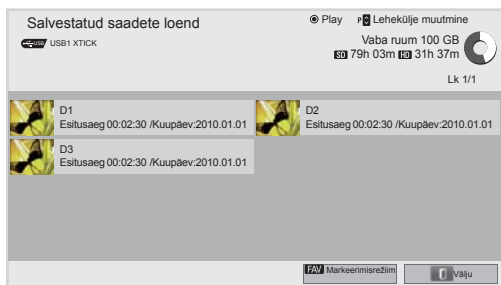 Salvestatud saadete loend
Play P Lehekülje muutmine
USB USB1 XTICK
Vaba ruum 100 GB
SD 79h 03m HD 31h 37m
Lk 1/1
D1
Esitusaeg 00:02:30 /Kuupäev:2010.01.01
D2
Esitusaeg 00:02:30 /Kuupäev:2010.01.01
D3
Esitusaeg 00:02:30 /Kuupäev:2010.01.01
FAV Markeerimisrežiim
Välju